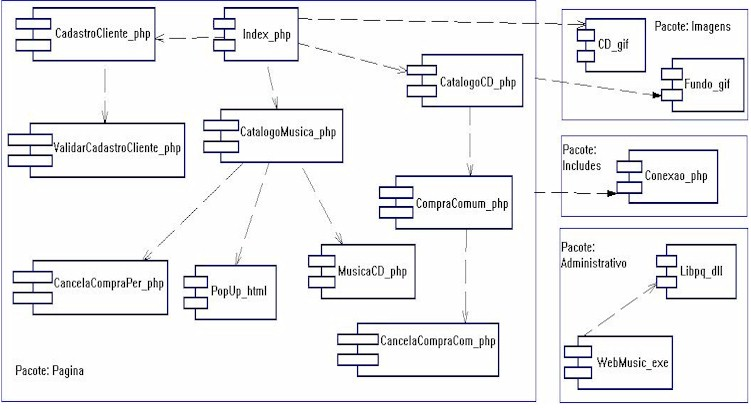 CadastroCliente_php
Index_php
CD_gif
Pacote: Imagens
CatalogoCD_php
Fundo_gif
ValidarCadastroCliente_php
CatalogoMusica_php
Pacote:
Includes
Conexao_php
CompraComum_php
CancelaCompraPer_php
PopUp_html
MusicaCD_php
Pacote:
Administrativo
Libpq_dll
CancelaCompraCom_php
WebMusic_exe
Pacote: Pagina